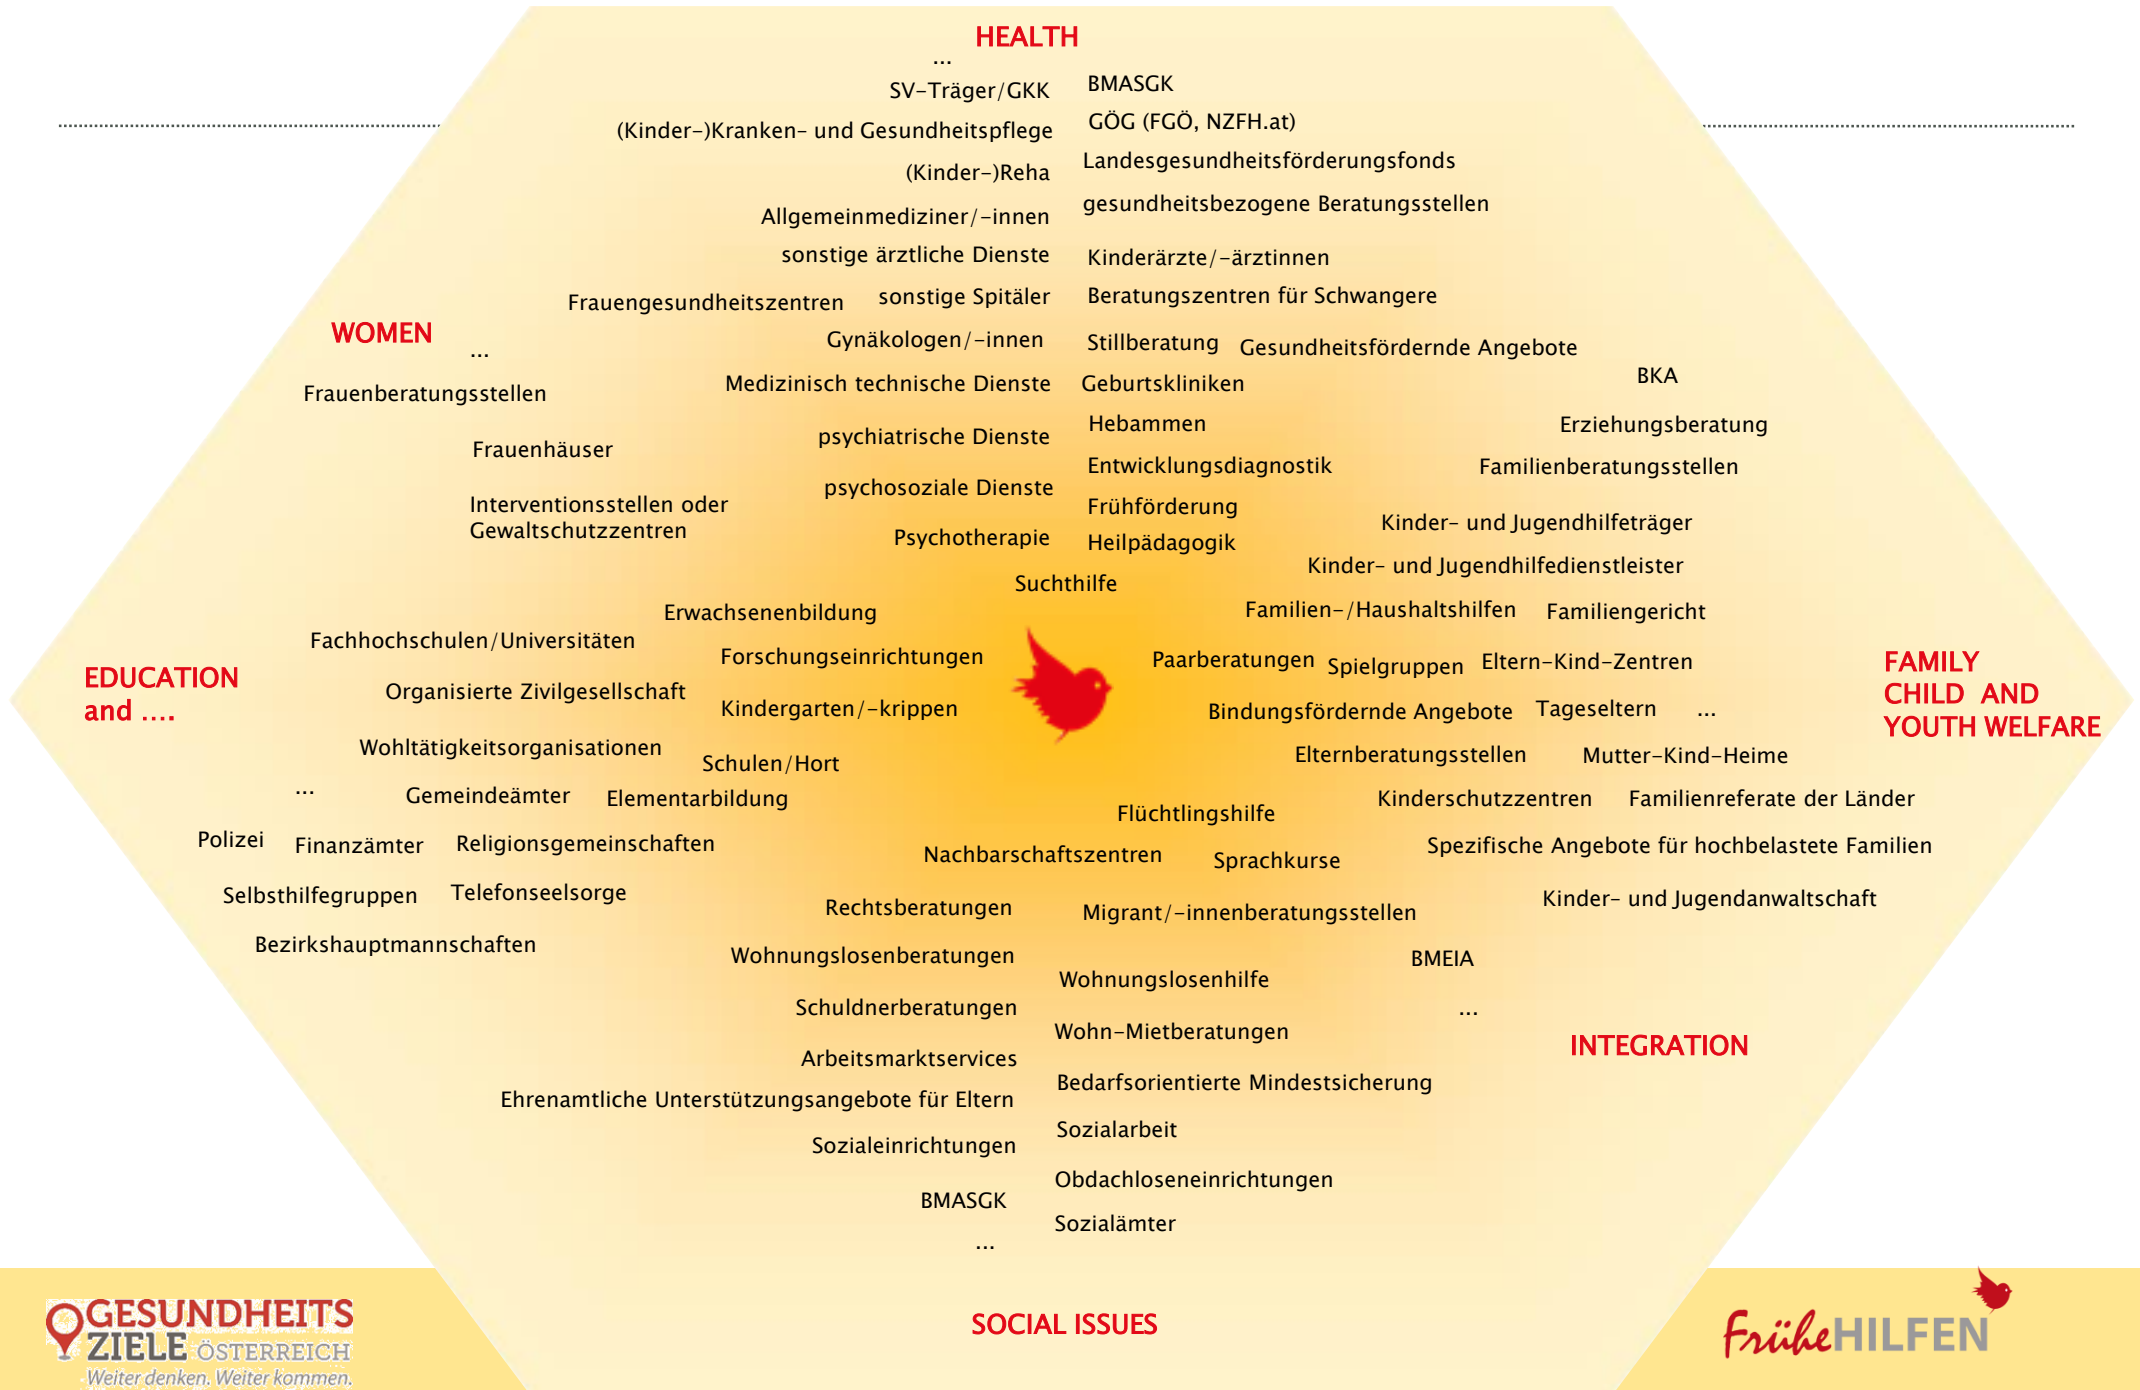 HEALTH
...
SV-Träger/GKK
BMASGK
(Kinder-)Kranken- und Gesundheitspflege
GÖG (FGÖ, NZFH.at)
(Kinder-)Reha
Landesgesundheitsförderungsfonds
Allgemeinmediziner/-innen
gesundheitsbezogene Beratungsstellen
sonstige ärztliche Dienste
Kinderärzte/-ärztinnen
Frauengesundheitszentren
sonstige Spitäler
Beratungszentren für Schwangere
WOMEN
...
Gynäkologen/-innen
Stillberatung
Gesundheitsfördernde Angebote
Frauenberatungsstellen
Medizinisch technische Dienste
Geburtskliniken
BKA
Frauenhäuser
psychiatrische Dienste
Hebammen
Erziehungsberatung
Entwicklungsdiagnostik
Familienberatungsstellen
Interventionsstellen oder
Gewaltschutzzentren
psychosoziale Dienste
Frühförderung
Kinder- und Jugendhilfeträger
Psychotherapie
Heilpädagogik
Kinder- und Jugendhilfedienstleister
Suchthilfe
Erwachsenenbildung
Familien-/Haushaltshilfen
Familiengericht
Fachhochschulen/Universitäten
Forschungseinrichtungen
Paarberatungen
Spielgruppen
Eltern-Kind-Zentren
EDUCATION
and ....
FAMILY
CHILD AND
YOUTH WELFARE
Organisierte Zivilgesellschaft
Kindergarten/-krippen
Bindungsfördernde Angebote
Tageseltern
...
Wohltätigkeitsorganisationen
Schulen/Hort
Elternberatungsstellen
Mutter-Kind-Heime
...
Gemeindeämter
Elementarbildung
Flüchtlingshilfe
Kinderschutzzentren
Familienreferate der Länder
Polizei
Finanzämter
Religionsgemeinschaften
Nachbarschaftszentren
Sprachkurse
Spezifische Angebote für hochbelastete Familien
Selbsthilfegruppen
Telefonseelsorge
Rechtsberatungen
Migrant/-innenberatungsstellen
Kinder- und Jugendanwaltschaft
Bezirkshauptmannschaften
Wohnungslosenberatungen
BMEIA
Wohnungslosenhilfe
Schuldnerberatungen
...
Wohn-Mietberatungen
INTEGRATION
Arbeitsmarktservices
Bedarfsorientierte Mindestsicherung
Ehrenamtliche Unterstützungsangebote für Eltern
Sozialarbeit
Sozialeinrichtungen
Obdachloseneinrichtungen
BMASGK
Sozialämter
...
SOCIAL ISSUES
GESUNDHEITS
ZIELE ÖSTERREICH
Weiter denken. Weiter kommen.
Frühe HILFEN